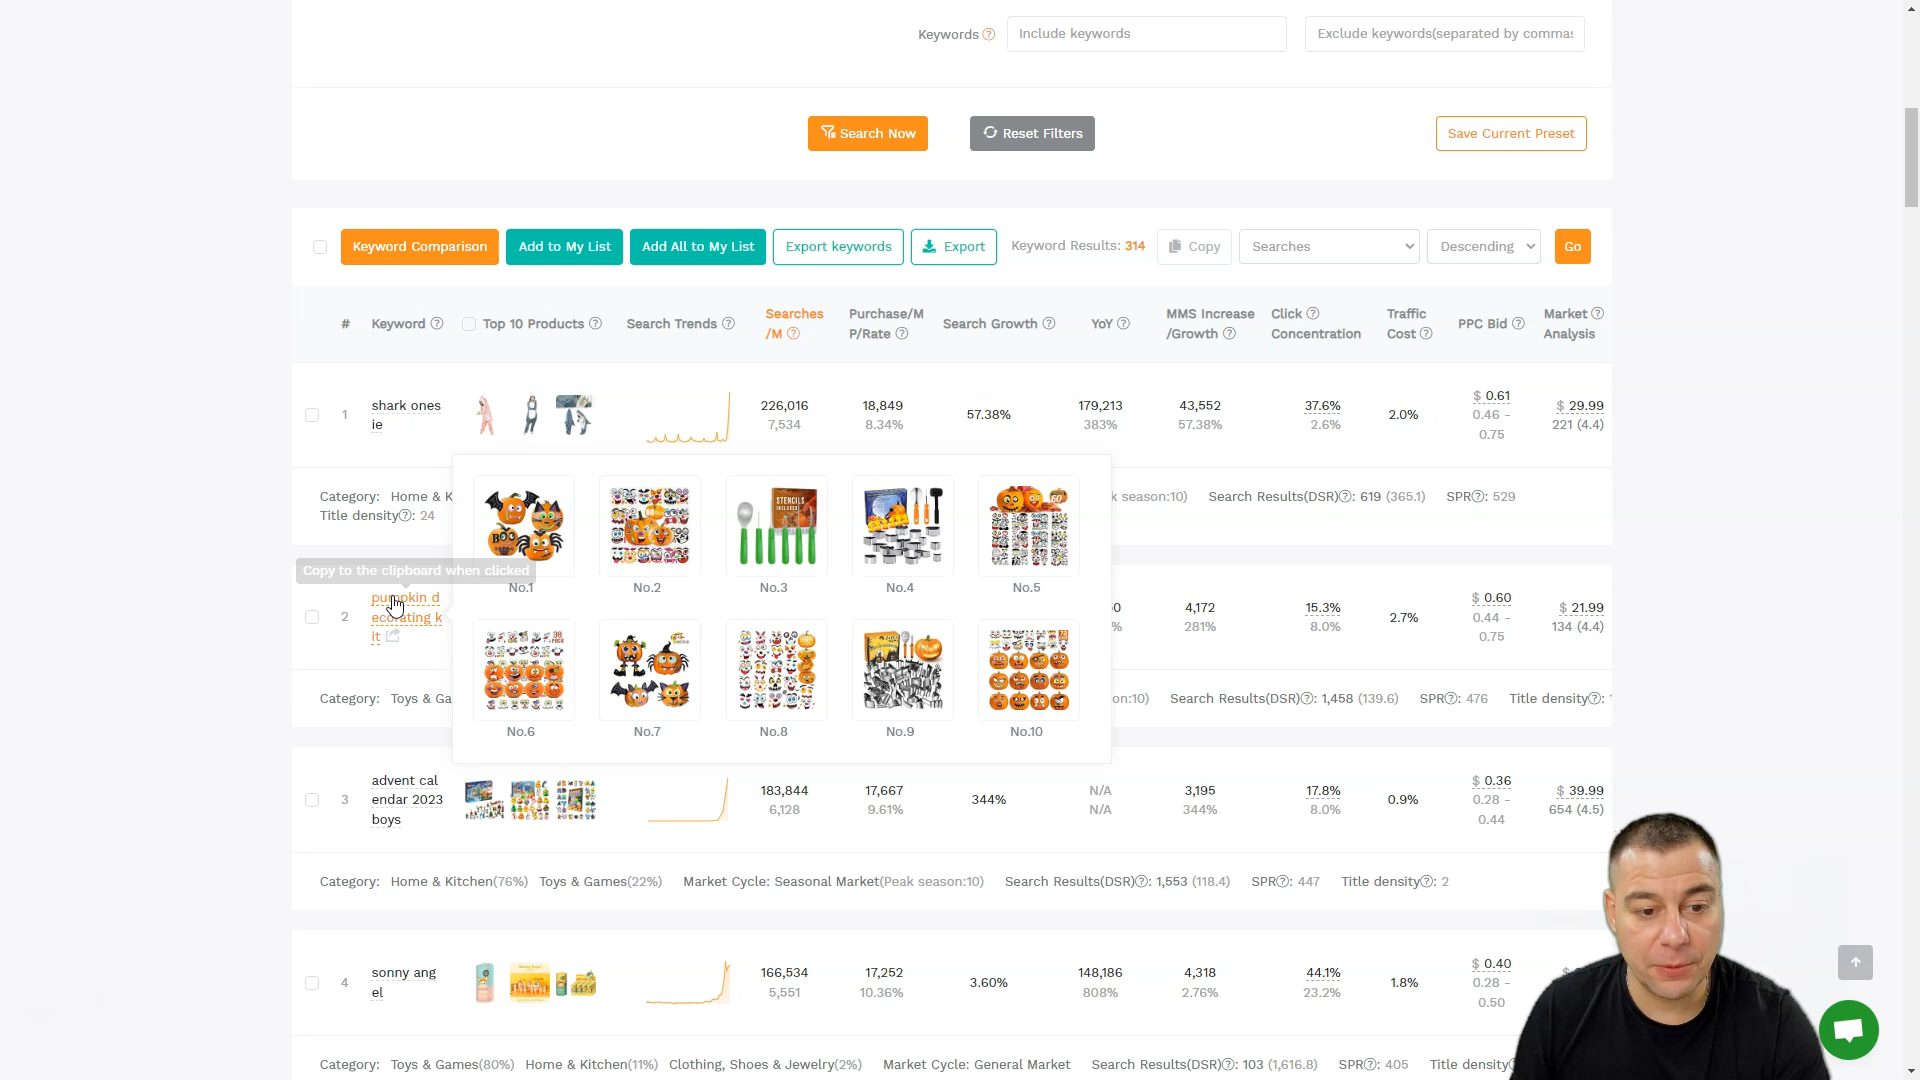 Keywords
Include keywords
Exclude keywords(separated by commas
Search Now
Reset Filters
Save Current Preset
Keyword Comparison
Add to My List
Add All to My List
Export keywords
Export
Keyword Results: 314
Copy
Searches
Descending
Go
#
Keyword
Top 10 Products
Search Trends
Searches
/M
Purchase/M
P/Rate
Search Growth
YoY
MMS Increase
/Growth
Click
Concentration
Traffic
Cost
PPC Bid
Market
Analysis
1
shark ones
ie
226,016
7,534
18,849
8.34%
57.38%
179,213
383%
43,552
57.38%
37.6%
2.6%
2.0%
$ 0.61
0.46 -
0.75
$ 29.99
221 (4.4)
Category: Home & K
k season:10)
Search Results(DSR): 619 (365.1)
SPR: 529
Title density: 24
Copy to the clipboard when clicked
No.1
No.2
No.3
No.4
No.5
No.6
No.7
No.8
No.9
No.10
STENCILS
INCLUDED
BOO
2
pumpkin d
ecorating k
it
0
%
4,172
281%
15.3%
8.0%
2.7%
$ 0.60
0.44 -
0.75
$ 21.99
134 (4.4)
Category: Toys & Ga
on:10)
Search Results(DSR): 1,458 (139.6)
SPR: 476
Title density:
3
advent cal
endar 2023
boys
183,844
6,128
17,667
9.61%
344%
N/A
N/A
3,195
344%
17.8%
8.0%
0.9%
$ 0.36
0.28 -
0.44
$ 39.99
654 (4.5)
Category: Home & Kitchen(76%) Toys & Games(22%)
Market Cycle: Seasonal Market(Peak season:10)
Search Results(DSR): 1,553 (118.4)
SPR: 447
Title density: 2
4
sonny ang
el
166,534
5,551
17,252
10.36%
3.60%
148,186
808%
4,318
2.76%
44.1%
23.2%
1.8%
$ 0.40
0.28 -
0.50
Category: Toys & Games(80%) Home & Kitchen(11%) Clothing, Shoes & Jewelry(2%)
Market Cycle: General Market
Search Results(DSR): 103 (1,616.8)
SPR: 405
Title density